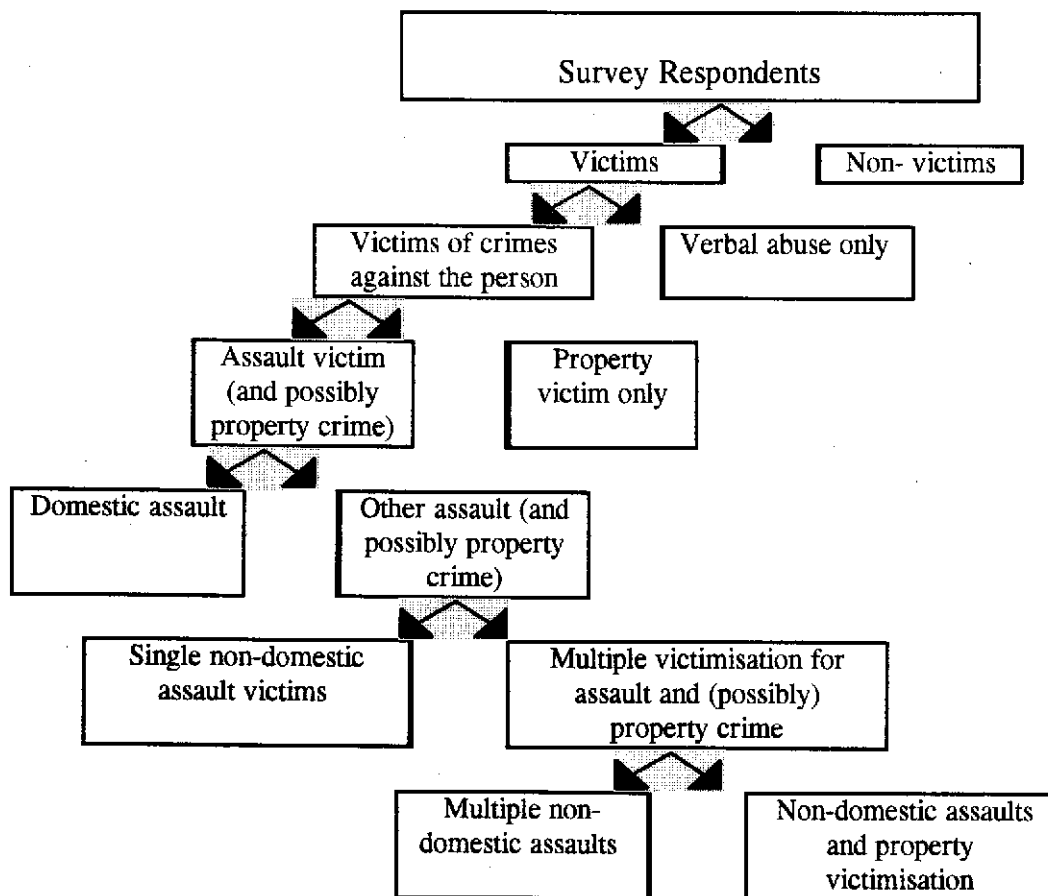 Survey Respondents
Victims
Non- victims
Victims of crimes
against the person
Verbal abuse only
Assault victim
(and possibly
property crime)
Property
victim only
Domestic assault
Other assault (and
possibly property
crime)
Single non-domestic
assault victims
Multiple victimisation for
assault and (possibly)
property crime
Multiple non-
domestic assaults
Non-domestic assaults
and property
victimisation